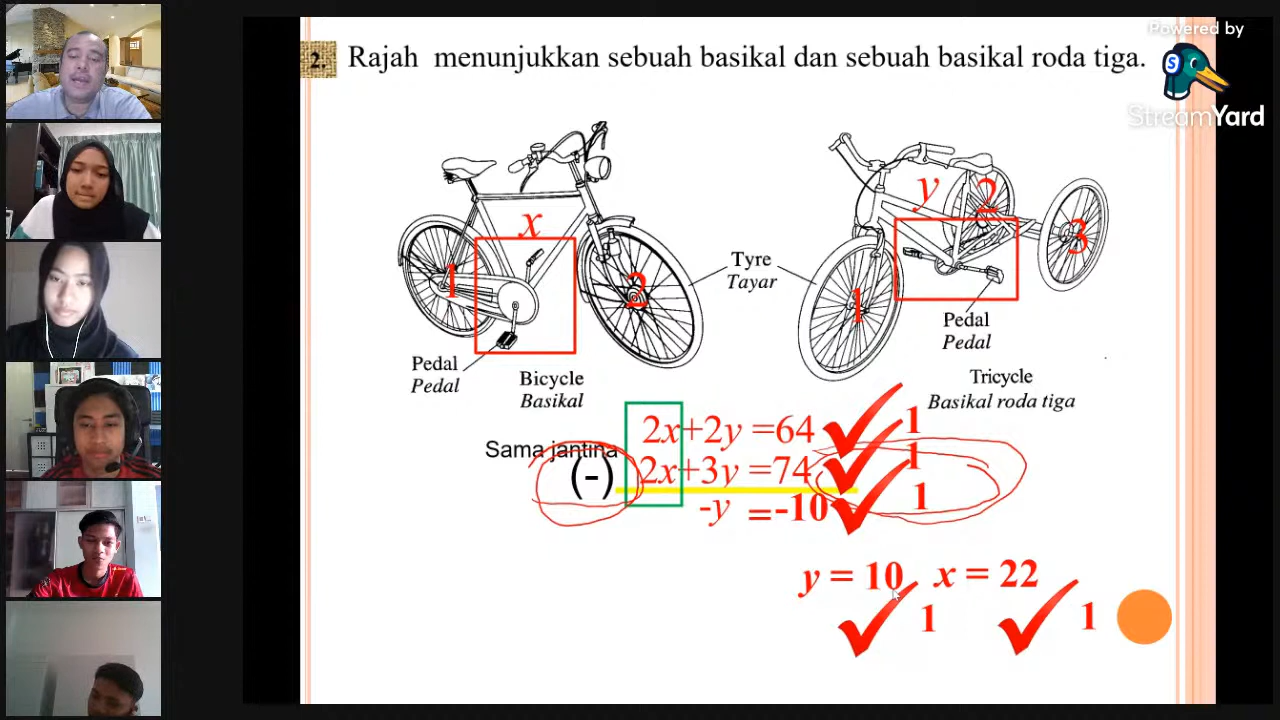 Powered by
StreamYard
2. Rajah menunjukkan sebuah basikal dan sebuah basikal roda tiga.
x
1
2
y
2
3
1
Tyre
Tayar
Pedal
Pedal
Pedal
Pedal
Bicycle
Basikal
Tricycle
Basikal roda tiga
2x+2y =64 1
Sama jantina
(-) 2x+3y =74 1
-y =-10 1
y = 10 x = 22
1 1